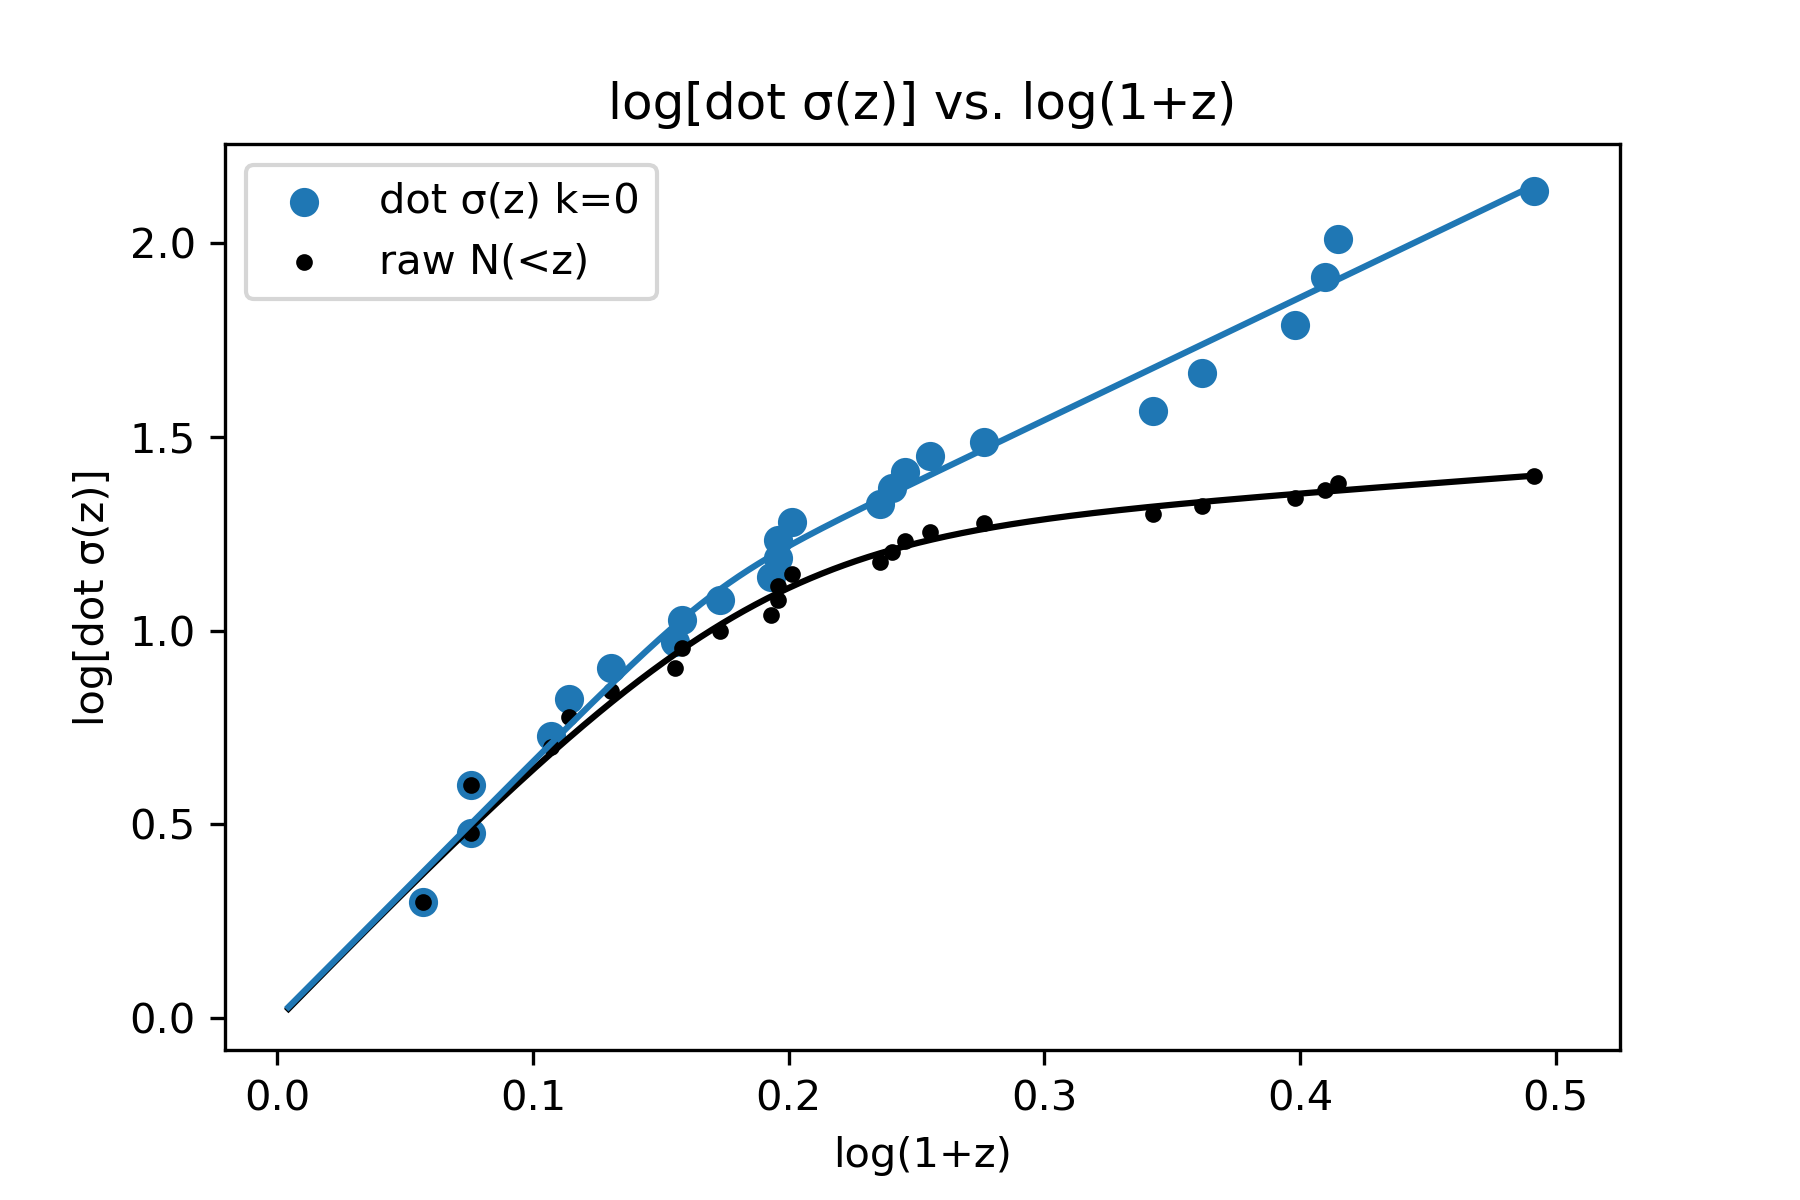 log[dot σ(z)] vs. log(1+z)
dot σ(z) k=0
raw N(<z)
log[dot σ(z)]
2.0
1.5
1.0
0.5
0.0
0.0 0.1 0.2 0.3 0.4 0.5
log(1+z)